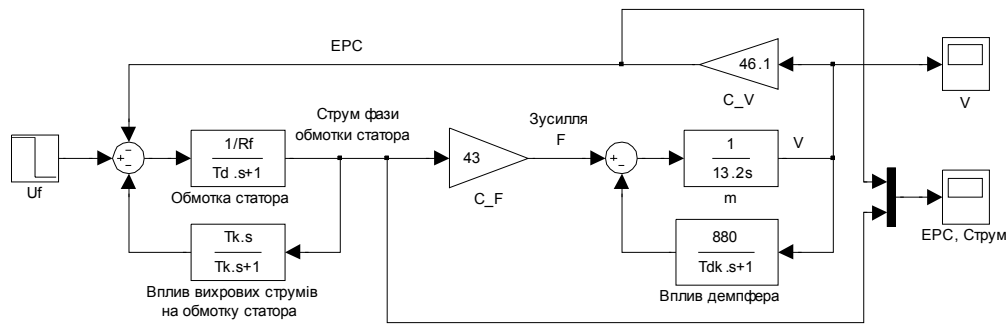 ЕРС
46.1
C_V
V
Струм фази
обмотки статора
Зусилля
F
Uf
1/Rf
Td .s+1
Обмотка статора
43
C_F
1
13.2s
m
V
Tk.s
Tk.s+1
Вплив вихрових струмів
на обмотку статора
880
Tdk .s+1
Вплив демпфера
ЕРС, Струм